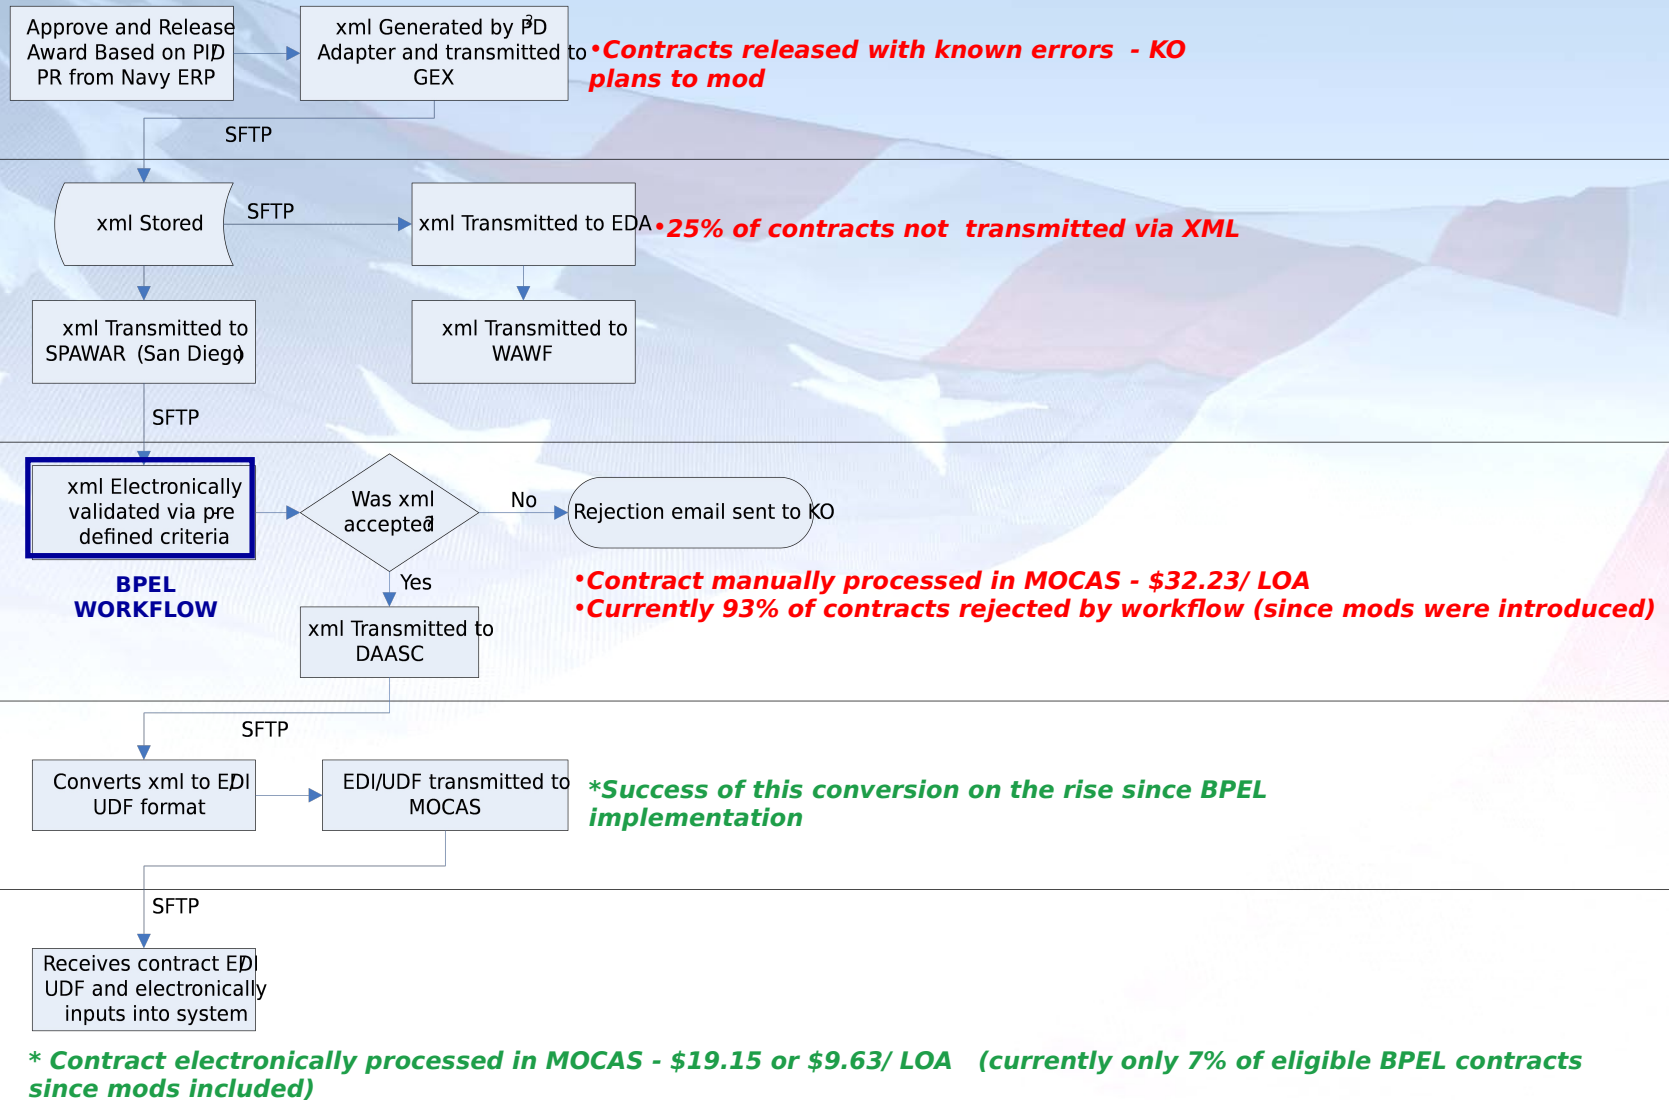 Approve and Release
Award Based on PID/
PR from Navy ERP
xml Generated by PD2
Adapter and transmitted to
GEX
•Contracts released with known errors - KO
plans to mod
SFTP
xml Stored
SFTP
xml Transmitted to EDA
•25% of contracts not transmitted via XML
xml Transmitted to
SPAWAR (San Diego)
xml Transmitted to
WAWF
SFTP
xml Electronically
validated via pre-
defined criteria
Was xml
accepted?
No
Rejection email sent to KO
BPEL
WORKFLOW
Yes
•Contract manually processed in MOCAS - $32.23/ LOA
•Currently 93% of contracts rejected by workflow (since mods were introduced)
xml Transmitted to
DAASC
SFTP
Converts xml to EDI/
UDF format
EDI/UDF transmitted to
MOCAS
*Success of this conversion on the rise since BPEL
implementation
SFTP
Receives contract EDI/
UDF and electronically
inputs into system
* Contract electronically processed in MOCAS - $19.15 or $9.63/ LOA (currently only 7% of eligible BPEL contracts
since mods included)